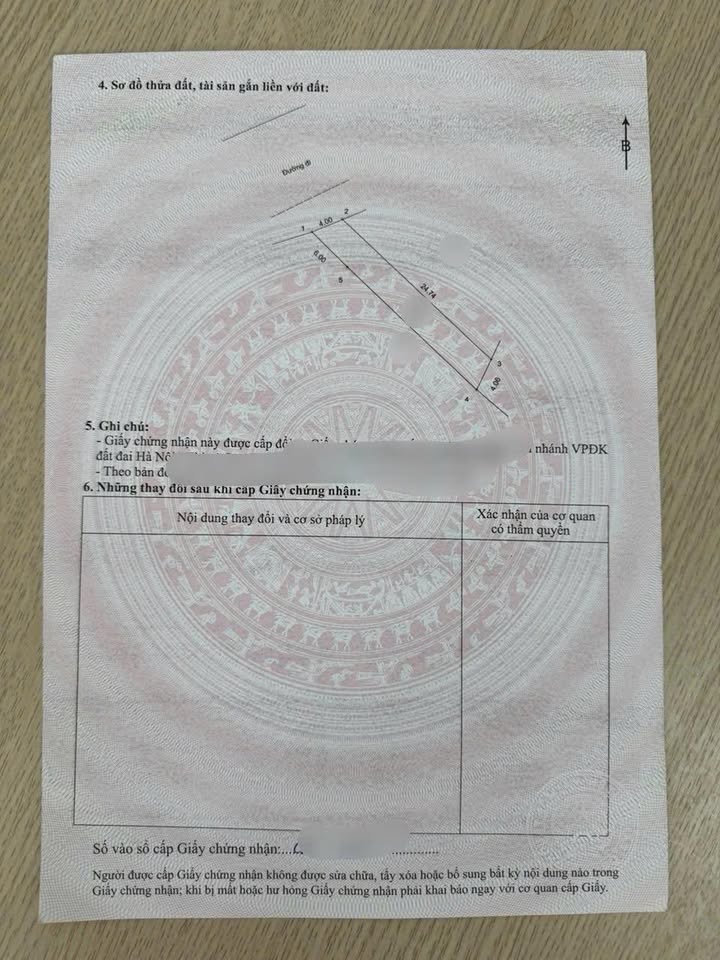 4. Sơ đồ thửa đất, tài sản gắn liền với đất:
B
Đường đi
1 4.00 2
6.00
5
24.74
3
4.06
4
5. Ghi chú:
- Giấy chứng nhận này được cấp nhánh VPĐK
đất đai Hà Nội
- Theo bản
6. Những thay đổi sau khi cấp Giấy chứng nhận:
Nội dung thay đổi và cơ sở pháp lý
Xác nhận của cơ quan
có thẩm quyền
Số vào sổ cấp Giấy chứng nhận:...
Người được cấp Giấy chứng nhận không được sửa chữa, tẩy xóa hoặc bổ sung bất kỳ nội dung nào trong
Giấy chứng nhận; khi bị mất hoặc hư hỏng Giấy chứng nhận phải khai báo ngay với cơ quan cấp Giấy.